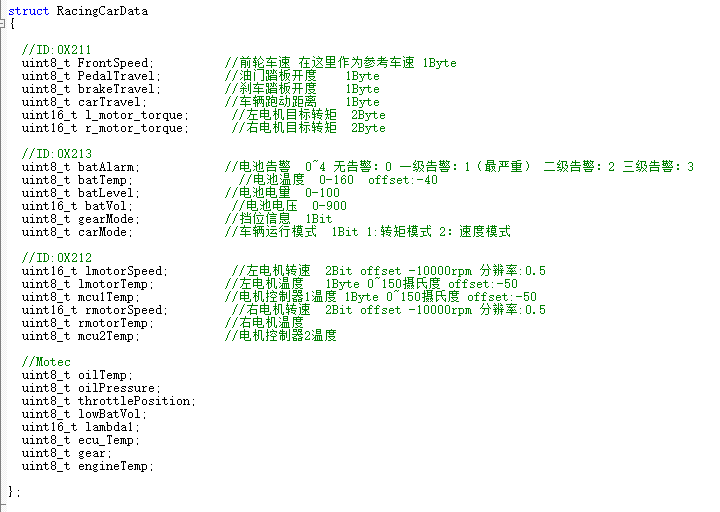 struct RacingCarData
{
//ID:0X211
uint8_t FrontSpeed; //前轮车速 在这里作为参考车速 1Byte
uint8_t PedalTravel; //油门踏板开度 1Byte
uint8_t brakeTravel; //刹车踏板开度 1Byte
uint8_t carTravel; //车辆跑动距离 1Byte
uint16_t l_motor_torque; //左电机目标转矩 2Byte
uint16_t r_motor_torque; //右电机目标转矩 2Byte
//ID:0X213
uint8_t batAlarm; //电池告警 0~4 无告警：0 一级告警：1（最严重） 二级告警：2 三级告警：3
uint8_t batTemp; //电池温度 0-160 offset:-40
uint8_t batLevel; //电池电量 0-100
uint16_t batVol; //电池电压 0-900
uint8_t gearMode; //挡位信息 1Bit
uint8_t carMode; //车辆运行模式 1Bit 1:转矩模式 2：速度模式
//ID:0X212
uint16_t lmotorSpeed; //左电机转速 2Bit offset -10000rpm 分辨率:0.5
uint8_t lmotorTemp; //左电机温度 1Byte 0~150摄氏度 offset:-50
uint8_t mcu1Temp; //电机控制器1温度 1Byte 0~150摄氏度 offset:-50
uint16_t rmotorSpeed; //右电机转速 2Bit offset -10000rpm 分辨率:0.5
uint8_t rmotorTemp; //右电机温度
uint8_t mcu2Temp; //电机控制器2温度
//Motec
uint8_t oilTemp;
uint8_t oilPressure;
uint8_t throttlePosition;
uint8_t lowBatVol;
uint16_t lambda1;
uint8_t ecu_Temp;
uint8_t gear;
uint8_t engineTemp;
};